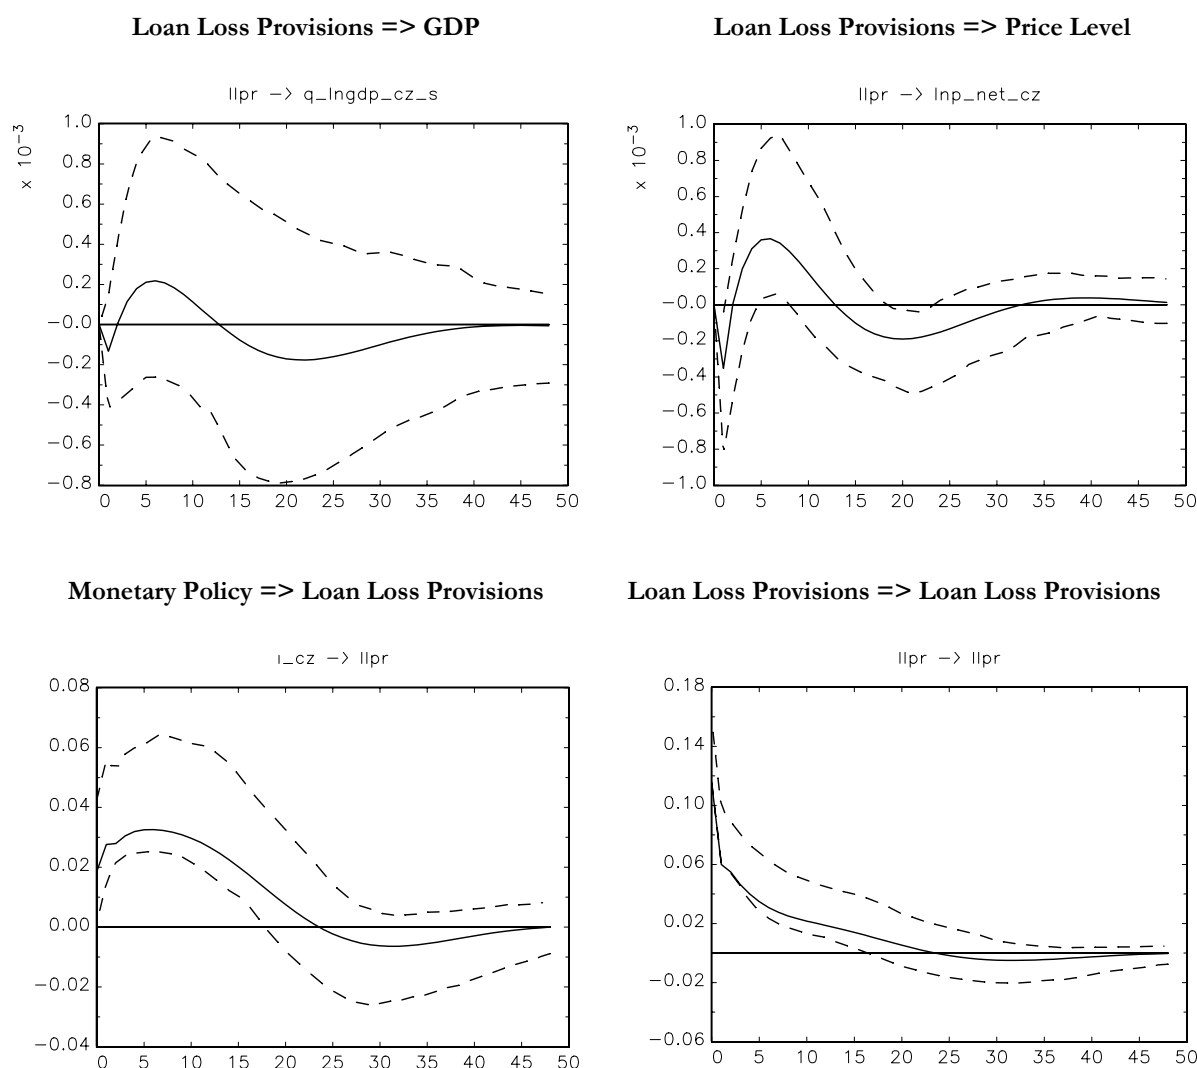 Loan Loss Provisions => GDP
Loan Loss Provisions => Price Level
llpr -> q_lngdp_cz_s
llpr -> lnp_net_cz
x 10^-3
1.0
0.8
0.6
0.4
0.2
-0.0
-0.2
-0.4
-0.6
-0.8
0 5 10 15 20 25 30 35 40 45 50
x 10^-3
1.0
0.8
0.6
0.4
0.2
-0.0
-0.2
-0.4
-0.6
-0.8
-1.0
0 5 10 15 20 25 30 35 40 45 50
Monetary Policy => Loan Loss Provisions
Loan Loss Provisions => Loan Loss Provisions
i_cz -> llpr
llpr -> llpr
0.08
0.06
0.04
0.02
0.00
-0.02
-0.04
0 5 10 15 20 25 30 35 40 45 50
0.18
0.14
0.10
0.06
0.02
-0.02
-0.06
0 5 10 15 20 25 30 35 40 45 50